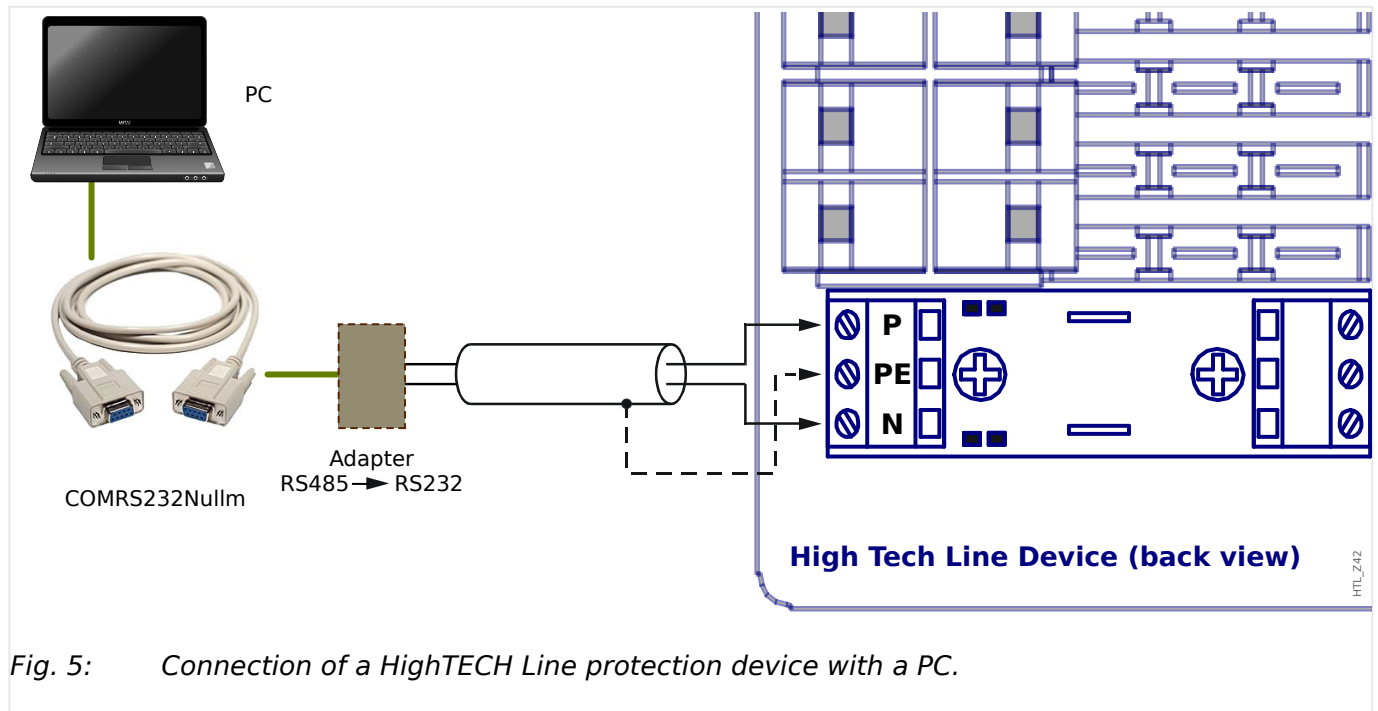 PC
COMRS232Nullm
Adapter
RS485 RS232
P
PE
N
High Tech Line Device (back view)
HTL_Z42
Fig. 5: Connection of a HighTECH Line protection device with a PC.